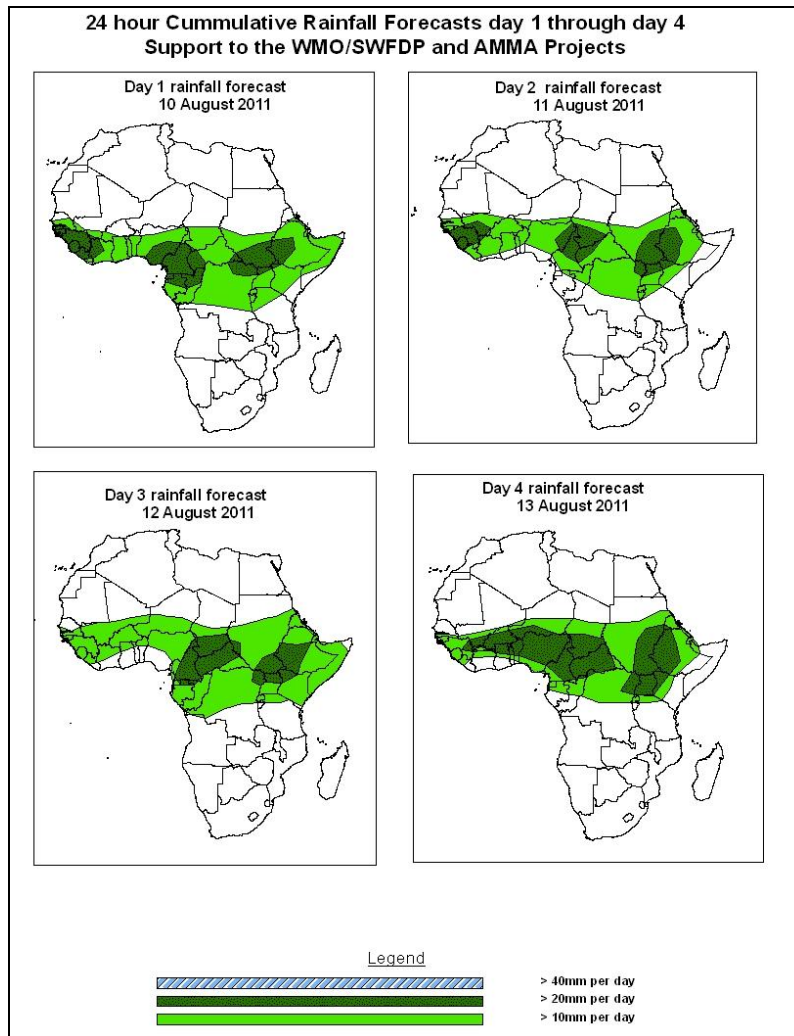 24 hour Cummulative Rainfall Forecasts day 1 through day 4
Support to the WMO/SWFDP and AMMA Projects
Day 1 rainfall forecast
10 August 2011
Day 2 rainfall forecast
11 August 2011
Day 3 rainfall forecast
12 August 2011
Day 4 rainfall forecast
13 August 2011
Legend
> 40mm per day
> 20mm per day
> 10mm per day